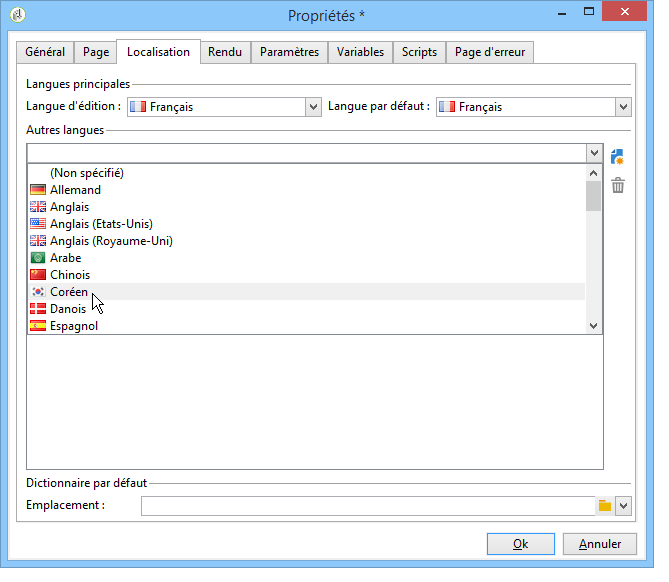 Propriétés *
Général Page Localisation Rendu Paramètres Variables Scripts Page d'erreur
Langues principales
Langue d'édition : Français Langue par défaut : Français
Autres langues
(Non spécifié)
Allemand
Anglais
Anglais (Etats-Unis)
Anglais (Royaume-Uni)
Arabe
Chinois
Coréen
Danois
Espagnol
Dictionnaire par défaut
Emplacement :
Ok Annuler